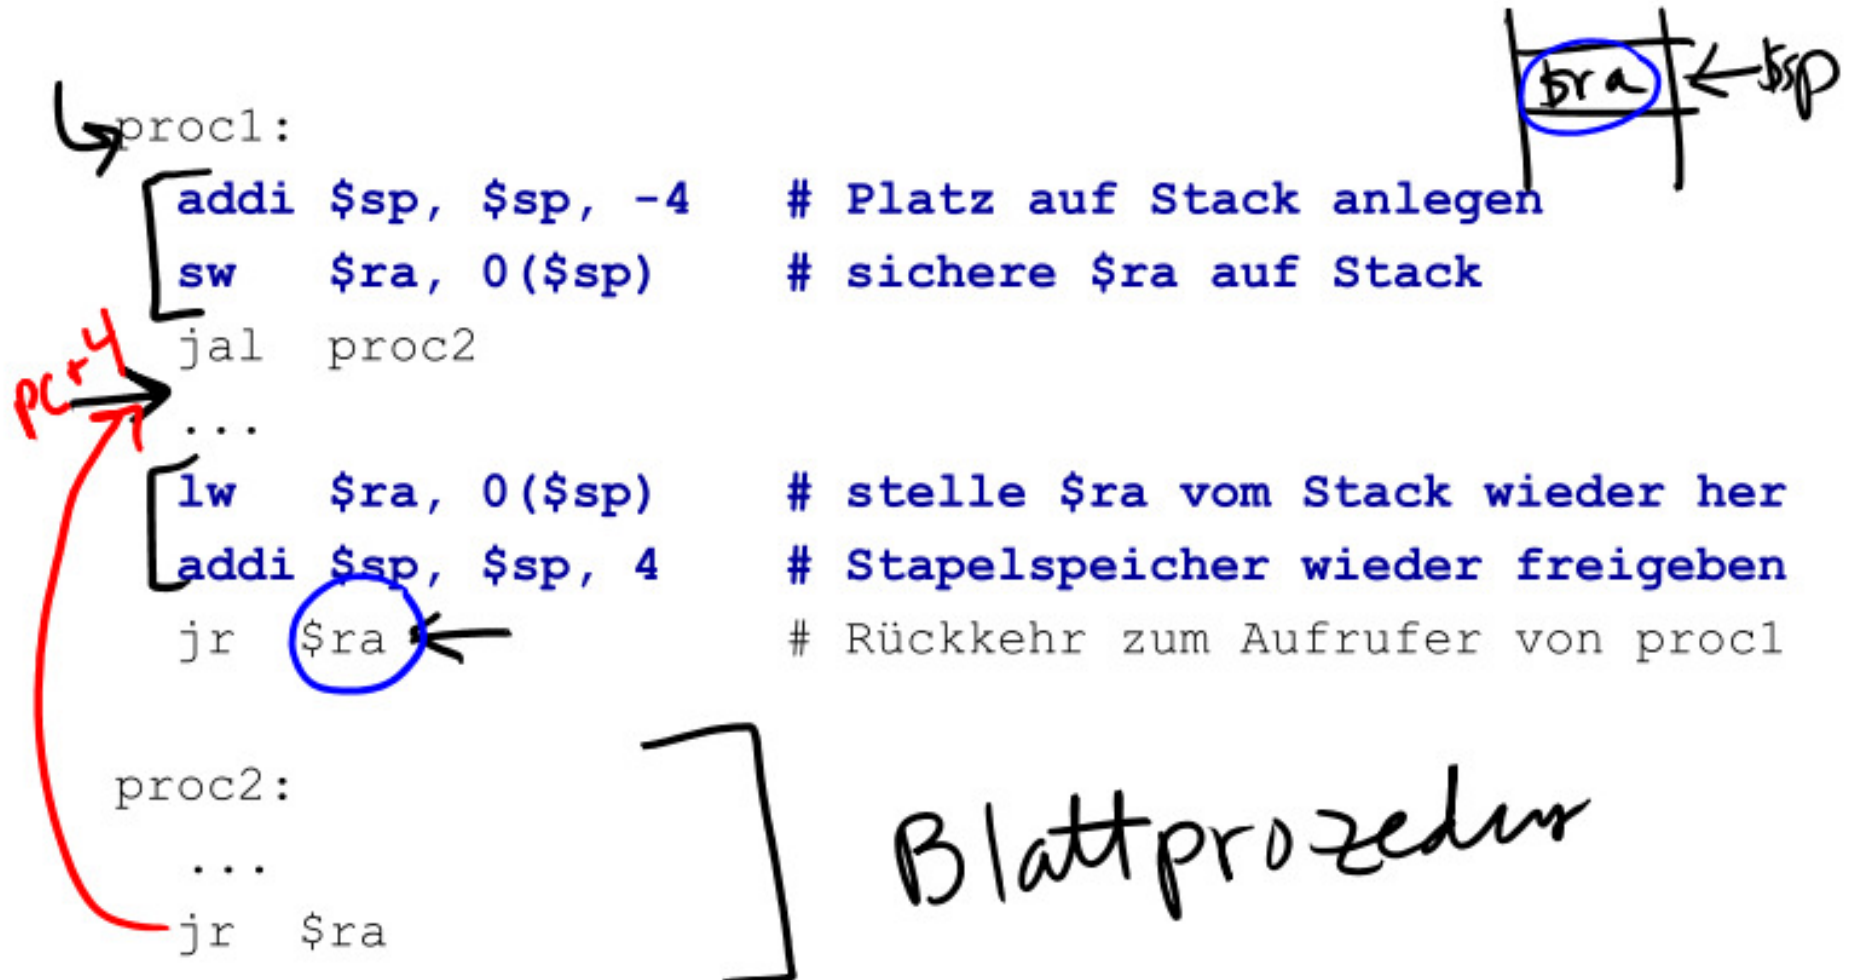 $ra ← $sp
proc1:
addi $sp, $sp, -4 # Platz auf Stack anlegen
sw $ra, 0($sp) # sichere $ra auf Stack
jal proc2
PC+4
...
lw $ra, 0($sp) # stelle $ra vom Stack wieder her
addi $sp, $sp, 4 # Stapelspeicher wieder freigeben
jr $ra # Rückkehr zum Aufrufer von proc1
proc2:
...
Blattprozedur
jr $ra